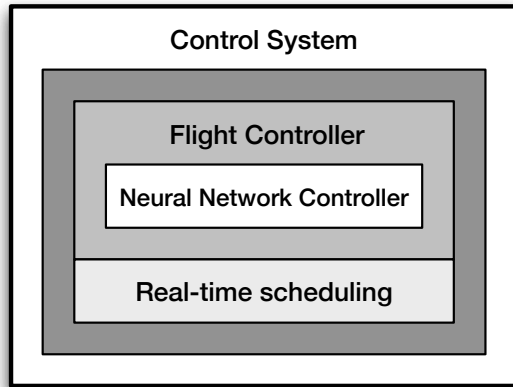 Control System
Flight Controller
Neural Network Controller
Real-time scheduling